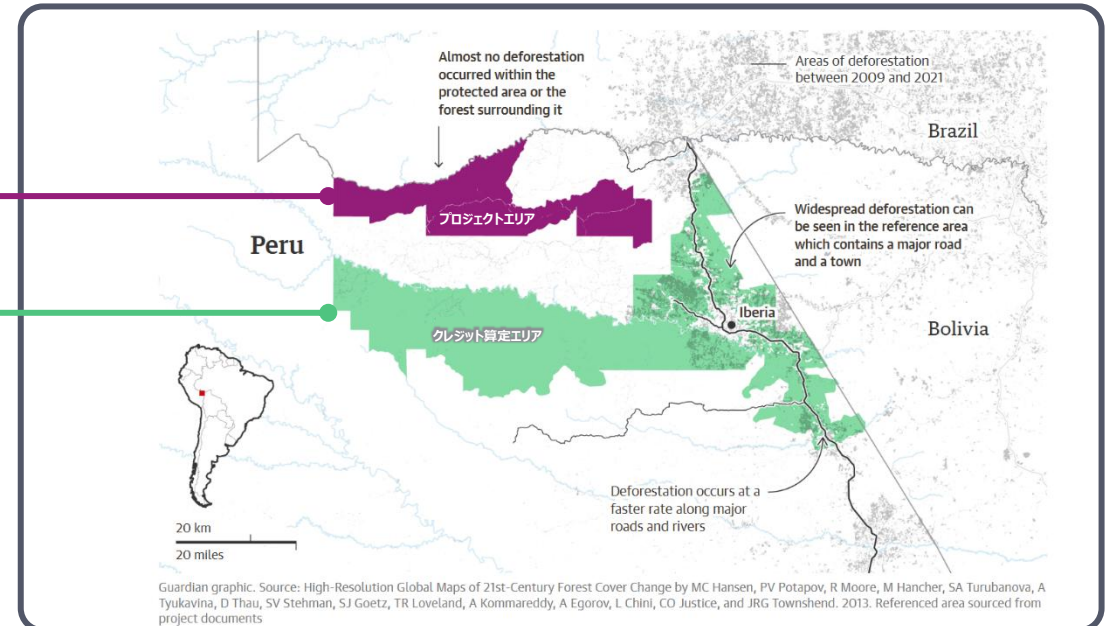 Almost no deforestation
occurred within the
protected area or the
forest surrounding it
Areas of deforestation
between 2009 and 2021
Brazil
プロジェクトエリア
Peru
Widespread deforestation can
be seen in the reference area
which contains a major road
and a town
Iberia
クレジット算定エリア
Bolivia
Deforestation occurs at a
faster rate along major
roads and rivers
20 km
20 miles
Guardian graphic. Source: High-Resolution Global Maps of 21st-Century Forest Cover Change by MC Hansen, PV Potapov, R Moore, M Hancher, SA Turubanova, A
Tyukavina, D Thau, SV Stehman, SJ Goetz, TR Loveland, A Kommareddy, A Egorov, L Chini, CO Justice, and JRG Townshend. 2013. Referenced area sourced from
project documents